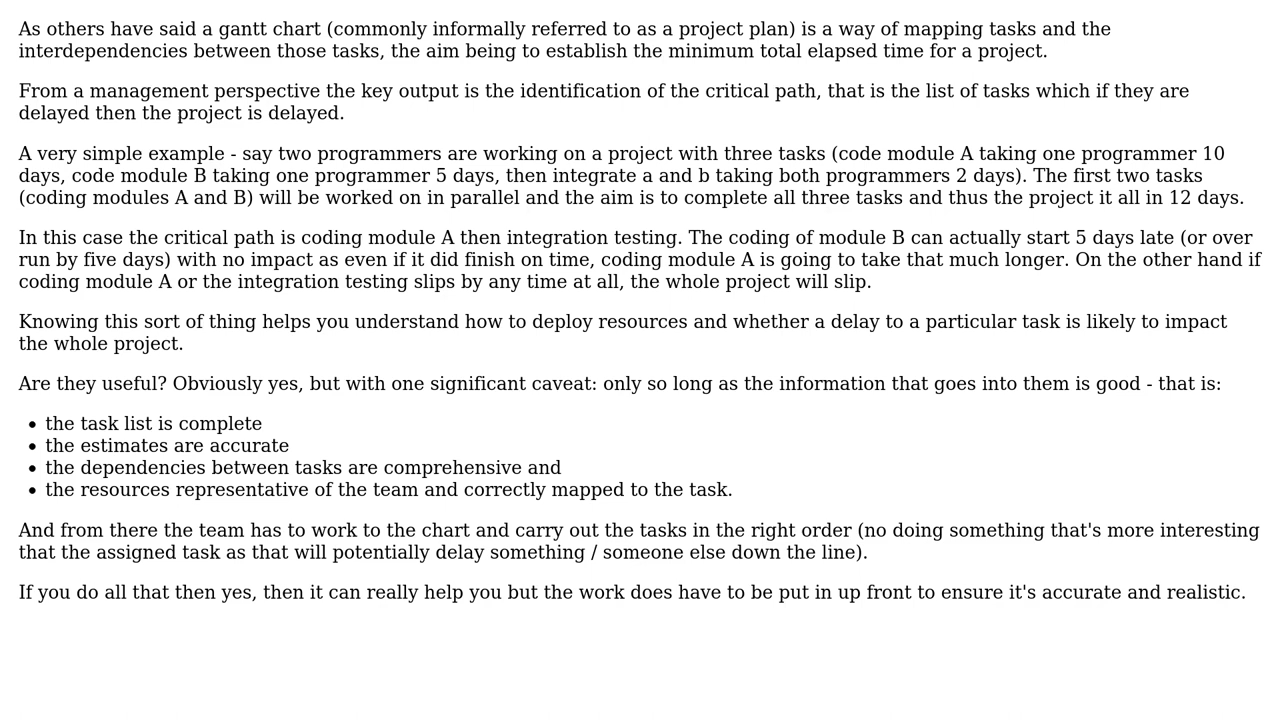 As others have said a gantt chart (commonly informally referred to as a project plan) is a way of mapping tasks and the
interdependencies between those tasks, the aim being to establish the minimum total elapsed time for a project.
From a management perspective the key output is the identification of the critical path, that is the list of tasks which if they are
delayed then the project is delayed.
A very simple example - say two programmers are working on a project with three tasks (code module A taking one programmer 10
days, code module B taking one programmer 5 days, then integrate a and b taking both programmers 2 days). The first two tasks
(coding modules A and B) will be worked on in parallel and the aim is to complete all three tasks and thus the project it all in 12 days.
In this case the critical path is coding module A then integration testing. The coding of module B can actually start 5 days late (or over
run by five days) with no impact as even if it did finish on time, coding module A is going to take that much longer. On the other hand if
coding module A or the integration testing slips by any time at all, the whole project will slip.
Knowing this sort of thing helps you understand how to deploy resources and whether a delay to a particular task is likely to impact
the whole project.
Are they useful? Obviously yes, but with one significant caveat: only so long as the information that goes into them is good - that is:
• the task list is complete
• the estimates are accurate
• the dependencies between tasks are comprehensive and
• the resources representative of the team and correctly mapped to the task.
And from there the team has to work to the chart and carry out the tasks in the right order (no doing something that's more interesting
that the assigned task as that will potentially delay something / someone else down the line).
If you do all that then yes, then it can really help you but the work does have to be put in up front to ensure it's accurate and realistic.